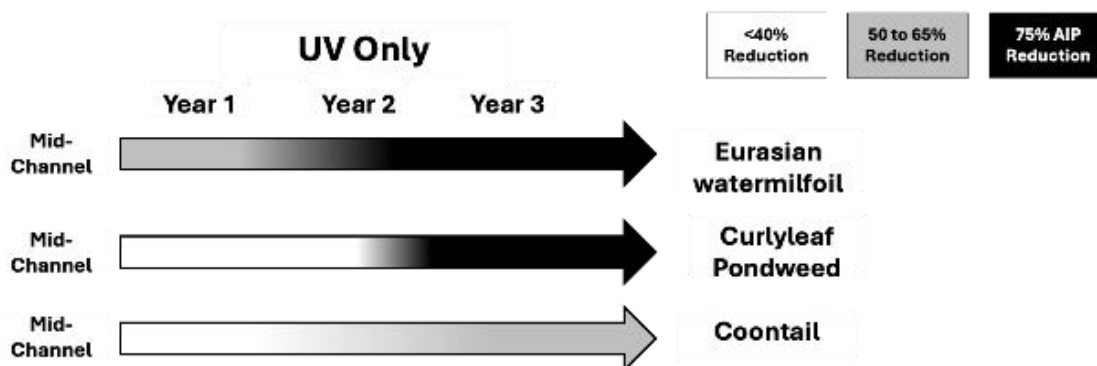 UV Only
<40%
Reduction
50 to 65%
Reduction
75% AIP
Reduction
Year 1
Year 2
Year 3
Mid-
Channel
Eurasian
watermilfoil
Mid-
Channel
Curlyleaf
Pondweed
Mid-
Channel
Coontail